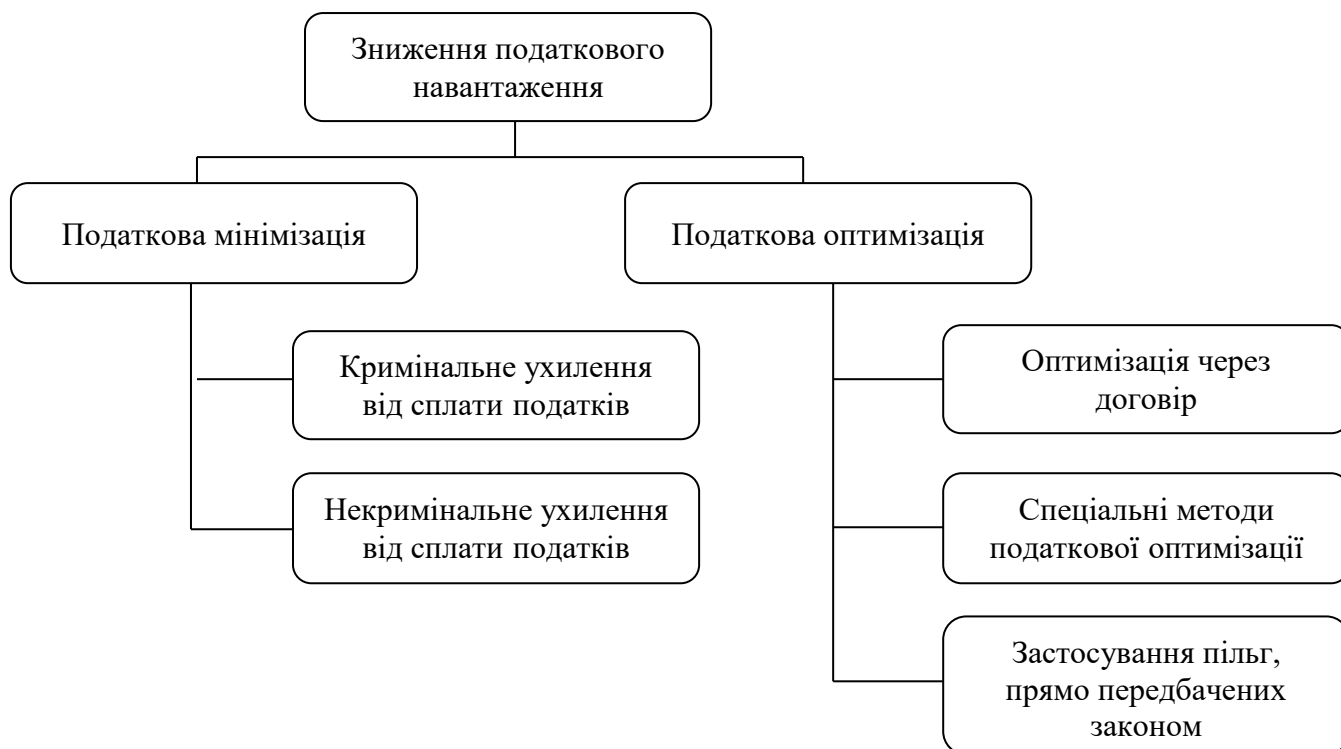 Зниження податкового
навантаження
Податкова мінімізація
Податкова оптимізація
Кримінальне ухилення
від сплати податків
Некримінальне ухилення
від сплати податків
Оптимізація через
договір
Спеціальні методи
податкової оптимізації
Застосування пільг,
прямо передбачених
законом